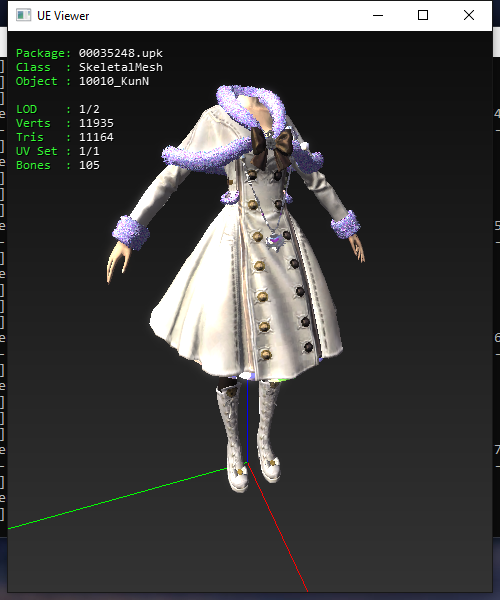 UE Viewer
Package: 00035248.upk
Class : SkeletalMesh
Object : 10010_KunN
LOD : 1/2
Verts : 11935
Tris : 11164
UV Set : 1/1
Bones : 105